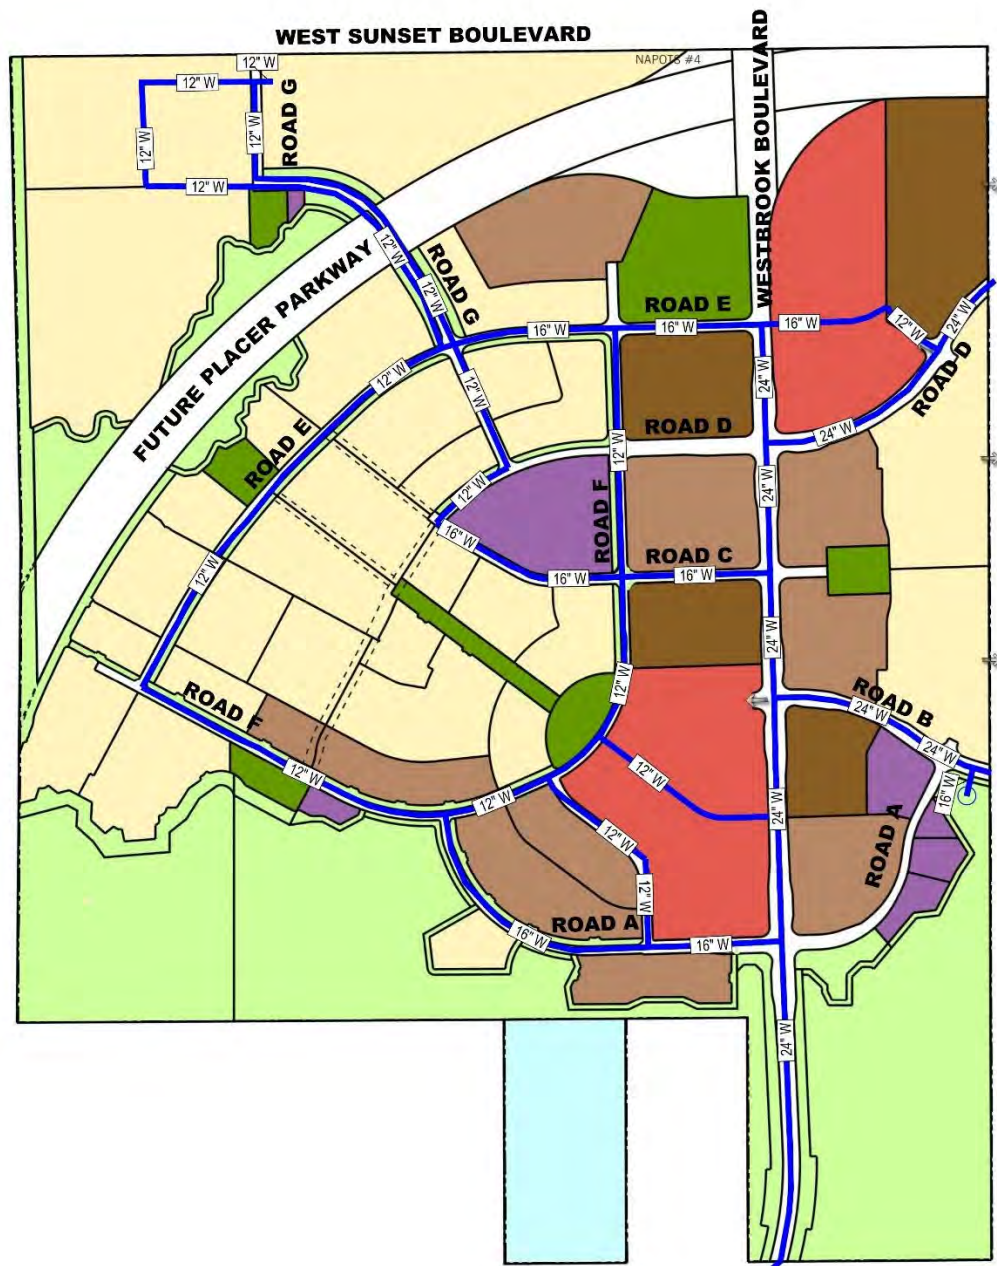 WEST SUNSET BOULEVARD
WESTBROOK BOULEVARD
NAPOTS #4
12" W
12" W
ROAD G
12" W
12" W
12" W
FUTURE PLACER PARKWAY
12" W
ROAD G
12" W
ROAD E
16" W
16" W
16" W
12" W
24" W
ROAD D
12" W
12" W
24" W
ROAD D
24" W
ROAD E
12" W
12" W
ROAD F
24" W
16" W
ROAD C
16" W
16" W
12" W
24" W
ROAD F
12" W
ROAD B
24" W
24" W
12" W
12" W
12" W
24" W
16" W
ROAD A
12" W
12" W
ROAD A
16" W
16" W
24" W